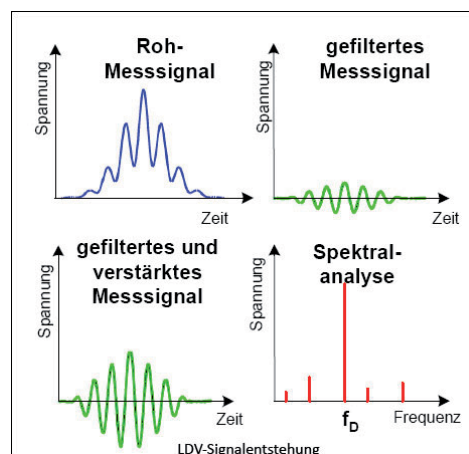 Roh-
Messsignal
Spannung
Zeit
gefiltertes
Messsignal
Spannung
Zeit
gefiltertes und
verstärktes
Messsignal
Spannung
Zeit
Spektral-
analyse
Spannung
f_D
Frequenz
LDV-Signalentstehung